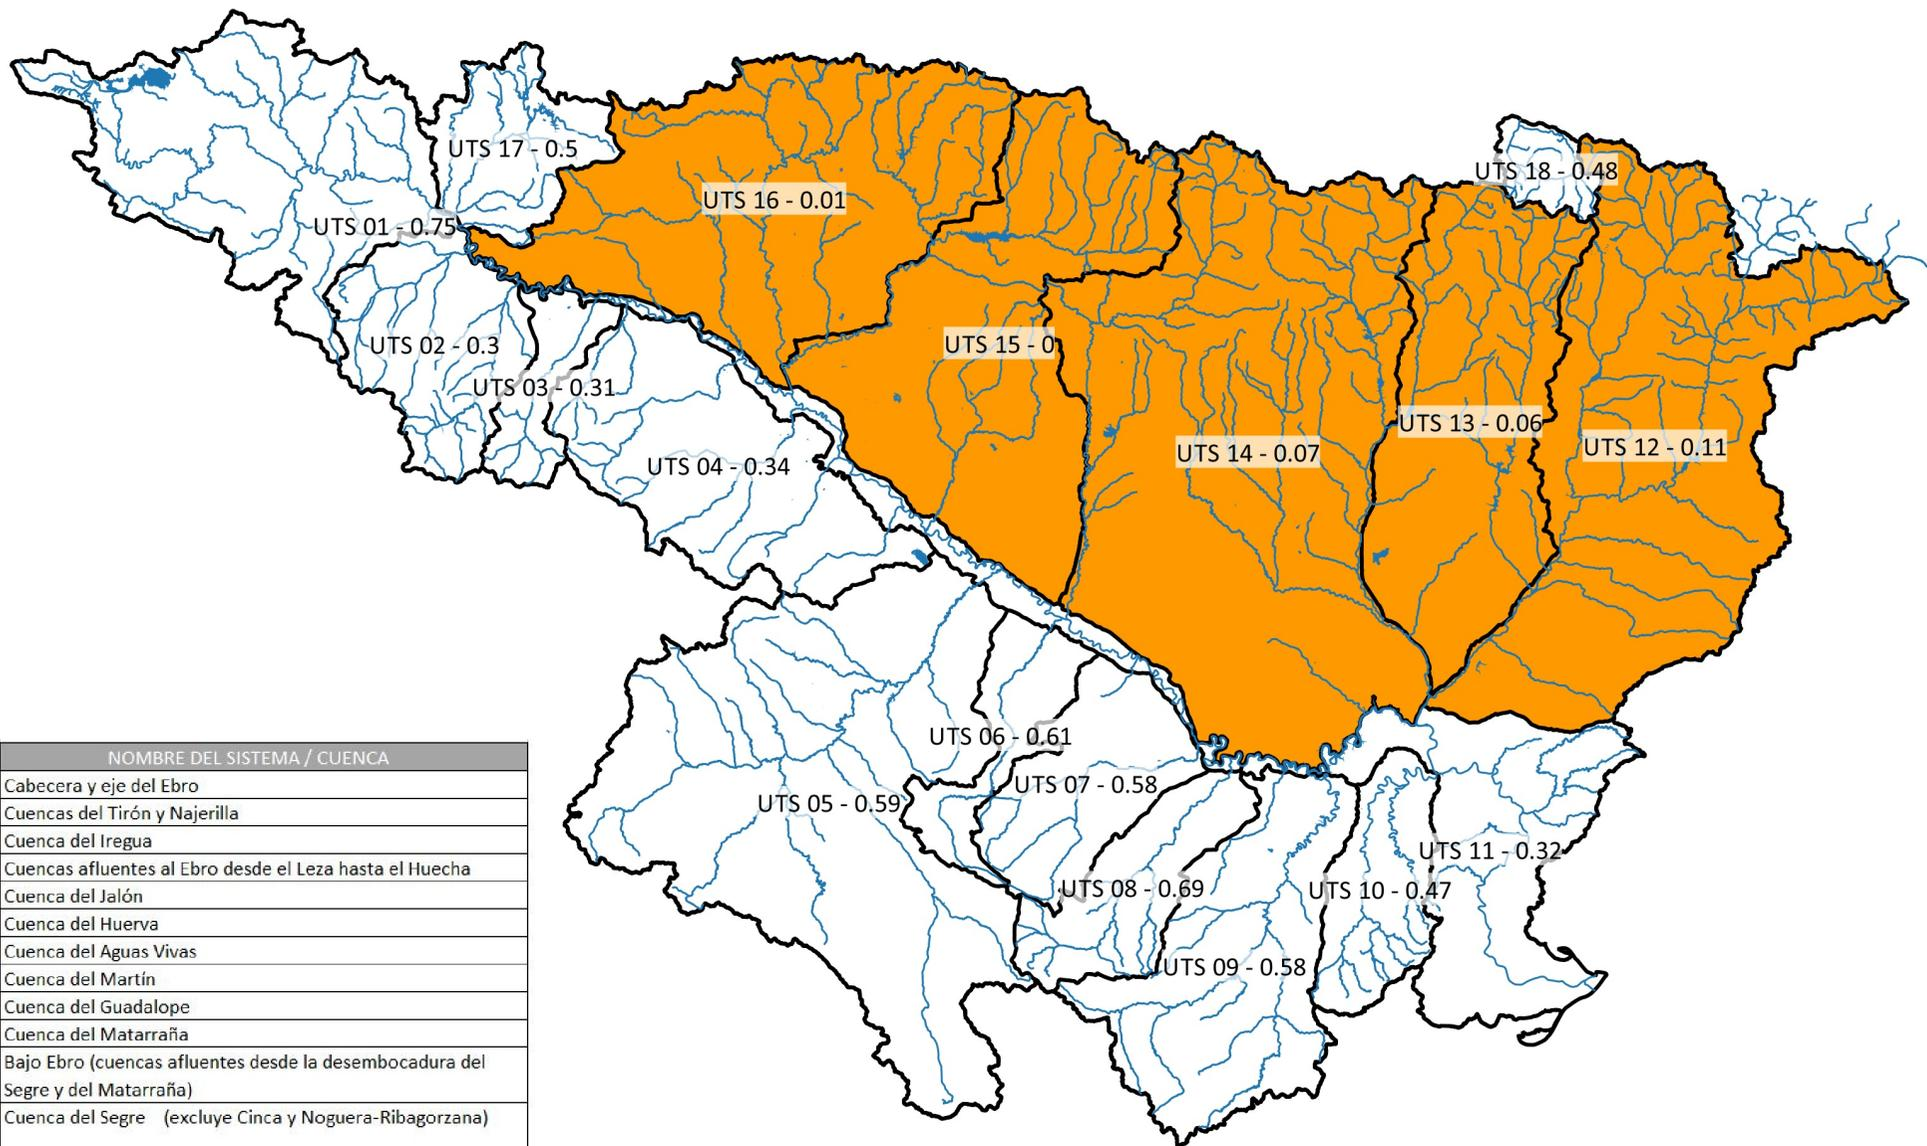 UTS 17 - 0.5
UTS 18 - 0.48
UTS 16 - 0.01
UTS 01 - 0.75
UTS 02 - 0.3
UTS 15 - 0
UTS 03 - 0.31
UTS 13 - 0.06
UTS 12 - 0.11
UTS 14 - 0.07
UTS 04 - 0.34
UTS 06 - 0.61
UTS 07 - 0.58
UTS 05 - 0.59
UTS 11 - 0.32
UTS 08 - 0.69
UTS 10 - 0.47
UTS 09 - 0.58
NOMBRE DEL SISTEMA / CUENCA
Cabecera y eje del Ebro
Cuencas del Tirón y Najerilla
Cuenca del Iregua
Cuencas afluentes al Ebro desde el Leza hasta el Huecha
Cuenca del Jalón
Cuenca del Huerva
Cuenca del Aguas Vivas
Cuenca del Martín
Cuenca del Guadalope
Cuenca del Matarraña
Bajo Ebro (cuencas afluentes desde la desembocadura del
Segre y del Matarraña)
Cuenca del Segre (excluye Cinca y Noguera-Ribagorzana)